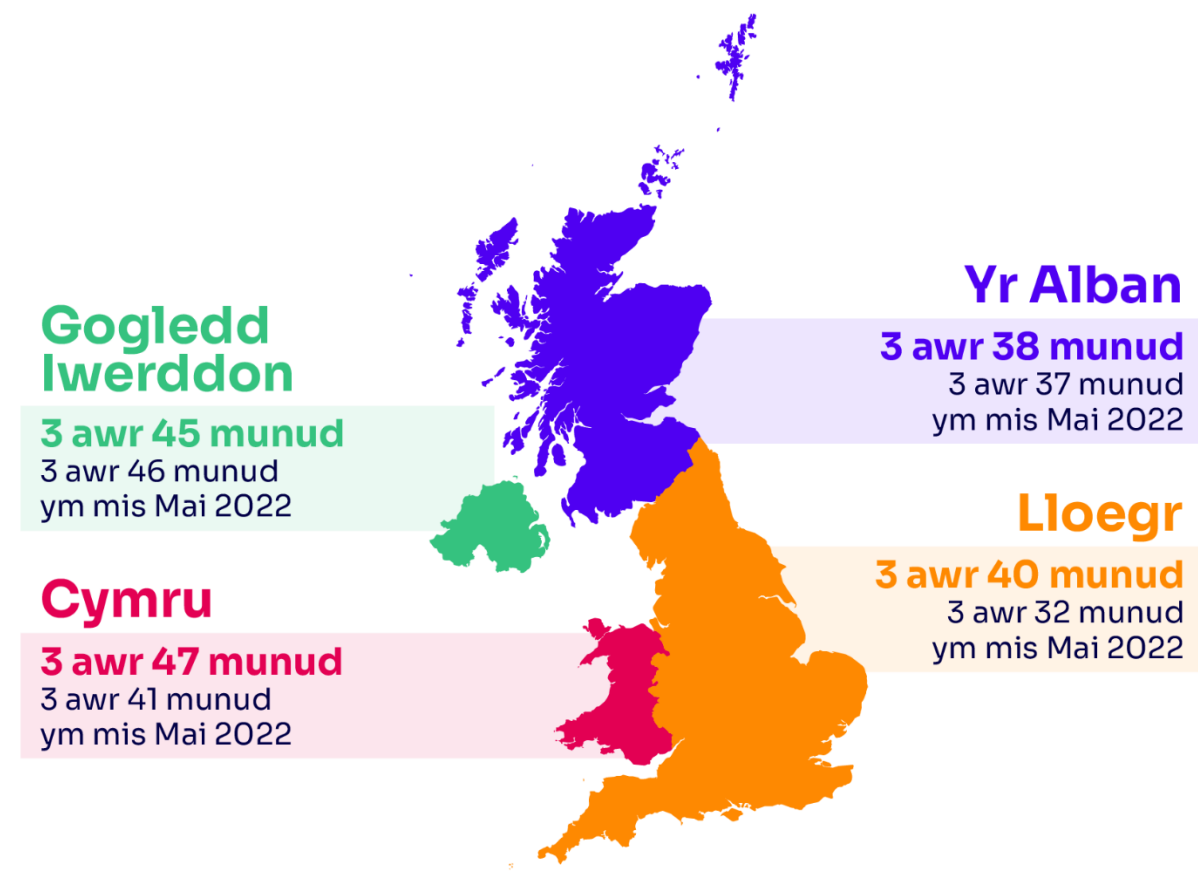 Gogledd
Iwerddon
3 awr 45 munud
3 awr 46 munud
ym mis Mai 2022
Cymru
3 awr 47 munud
3 awr 41 munud
ym mis Mai 2022
Yr Alban
3 awr 38 munud
3 awr 37 munud
ym mis Mai 2022
Lloegr
3 awr 40 munud
3 awr 32 munud
ym mis Mai 2022